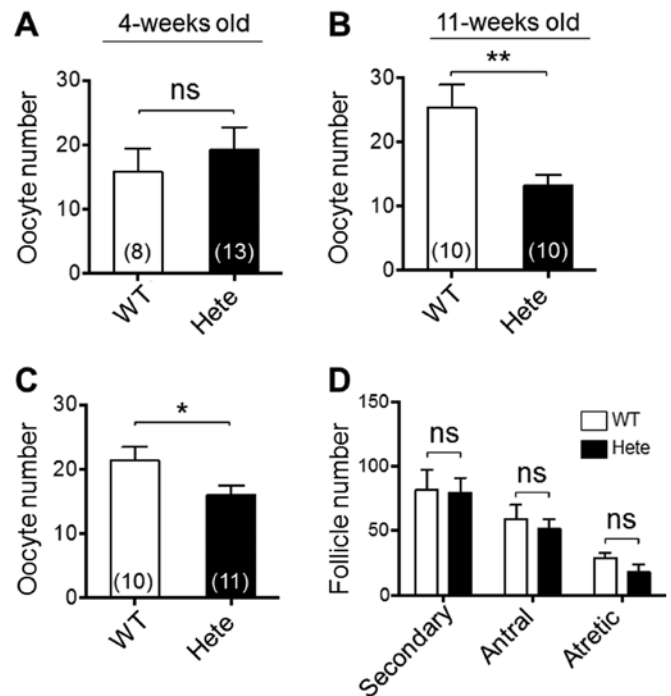 A
4-weeks old
Oocyte number
30
20
10
0
ns
(8)
(13)
WT
Hete
B
11-weeks old
Oocyte number
30
20
10
0
**
(10)
(10)
WT
Hete
C
Oocyte number
30
20
10
0
*
(10)
(11)
WT
Hete
D
Follicle number
150
100
50
0
ns
ns
ns
WT
Hete
Secondary
Antral
Atretic